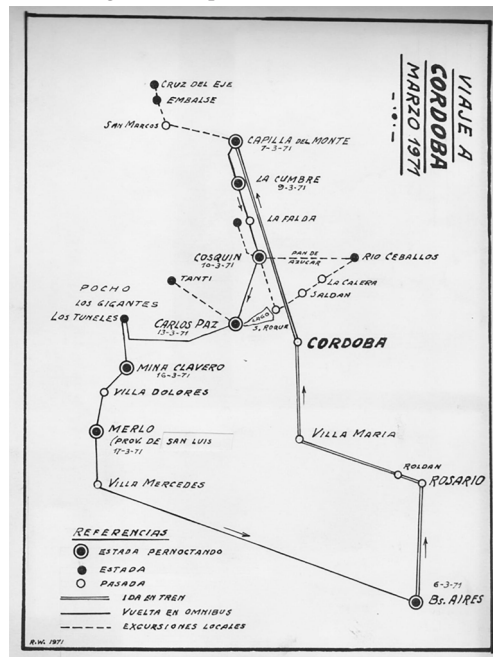 VIAJE A
CORDOBA
MARZO 1971
CRUZ DEL EJE
EMBALSE
SAN MARCOS
CAPILLA DEL MONTE
7-3-71
LA CUMBRE
9-3-71
LA FALDA
COSQUIN
10-3-71
PAN DE
AZUCAR
RIO CEBALLOS
TANTI
LA CALERA
SALDAN
POCHO
LOS GIGANTES
LOS TUNELES
CARLOS PAZ
13-3-71
LAGO
S. ROQUE
CORDOBA
MINA CLAVERO
16-3-71
VILLA DOLORES
MERLO
(PROV. DE SAN LUIS
17-3-71
VILLA MARIA
ROLDAN
ROSARIO
VILLA MERCEDES
REFERENCIAS
ESTADA PERNOCTANDO
ESTADA
PASADA
IDA EN TREN
VUELTA EN OMNIBUS
EXCURSIONES LOCALES
6-3-71
Bs. AIRES
R.W. 1971